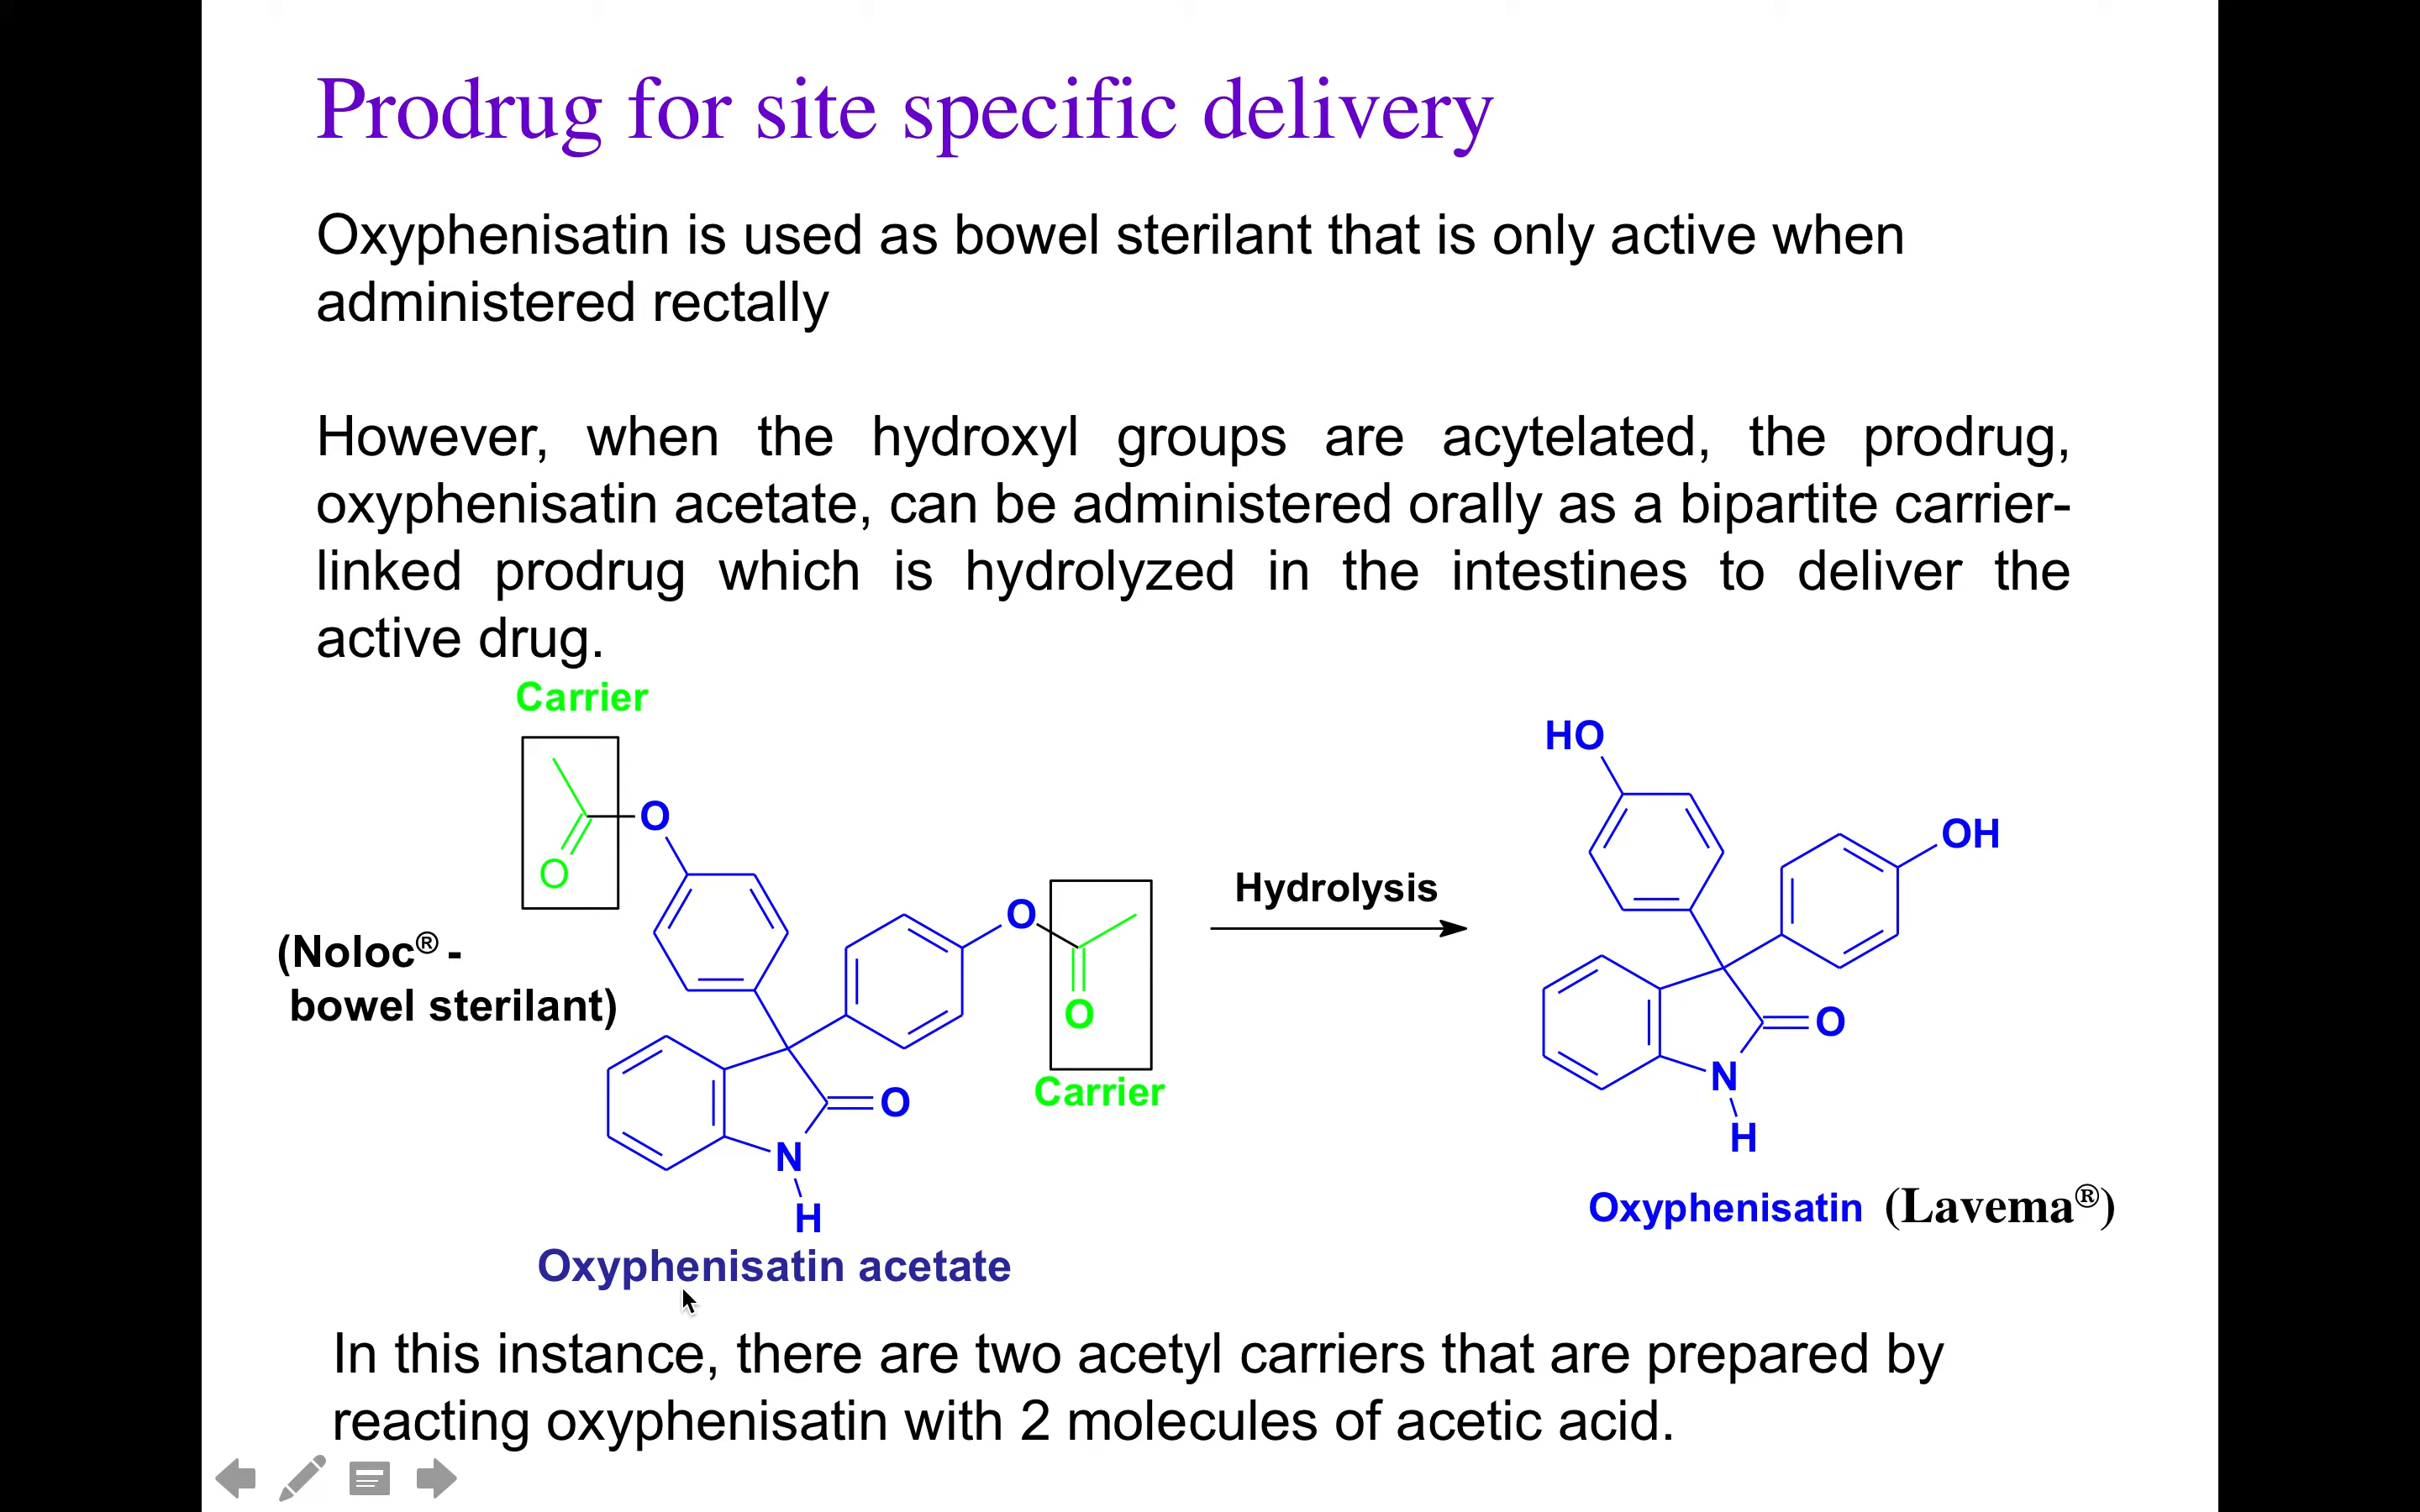 Prodrug for site specific delivery
Oxyphenisatin is used as bowel sterilant that is only active when
administered rectally
However, when the hydroxyl groups are acytelated, the prodrug,
oxyphenisatin acetate, can be administered orally as a bipartite carrier-
linked prodrug which is hydrolyzed in the intestines to deliver the
active drug.
Carrier
O
O
(Noloc® -
bowel sterilant)
O
O
Carrier
O
N
H
Oxyphenisatin acetate
Hydrolysis
HO
OH
O
N
H
Oxyphenisatin (Lavema®)
In this instance, there are two acetyl carriers that are prepared by
reacting oxyphenisatin with 2 molecules of acetic acid.